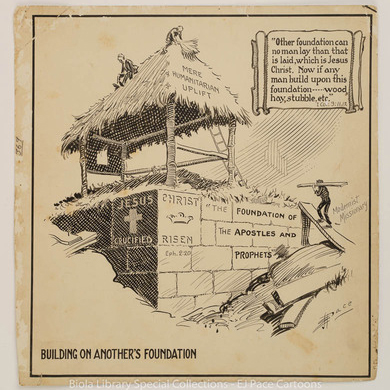 "Other foundation can
no man lay than that
is laid, which is Jesus
Christ. Now if any
man build upon this
foundation----wood
hay, stubble, etc."
I Cor. 3:11,12
MERE
HUMANITARIAN
UPLIFT
JESUS
CHRIST
CRUCIFIED
RISEN
Eph. 2:20
"THE FOUNDATION OF
THE APOSTLES AND
PROPHETS"
Modernist
Missionary
EJPace
BUILDING ON ANOTHER'S FOUNDATION
Biola Library Special Collections - EJ Pace Cartoons